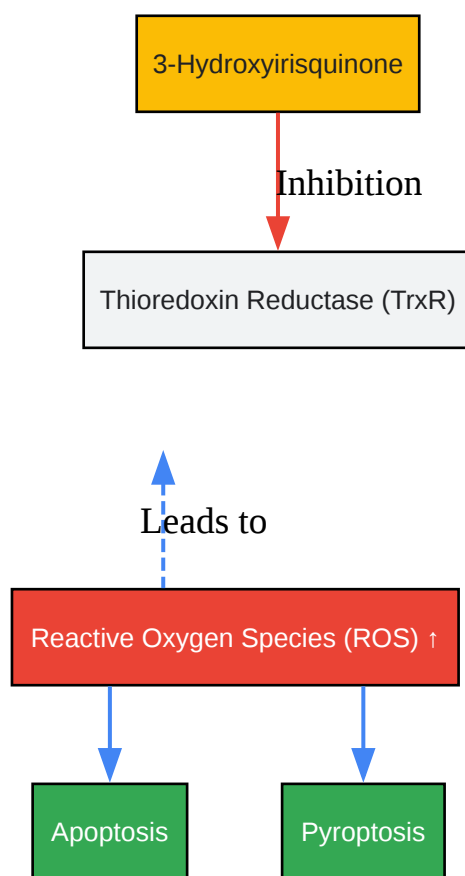 3-Hydroxyirisquinone
Inhibition
Thioredoxin Reductase (TrxR)
Leads to
Reactive Oxygen Species (ROS) ↑
Apoptosis
Pyroptosis